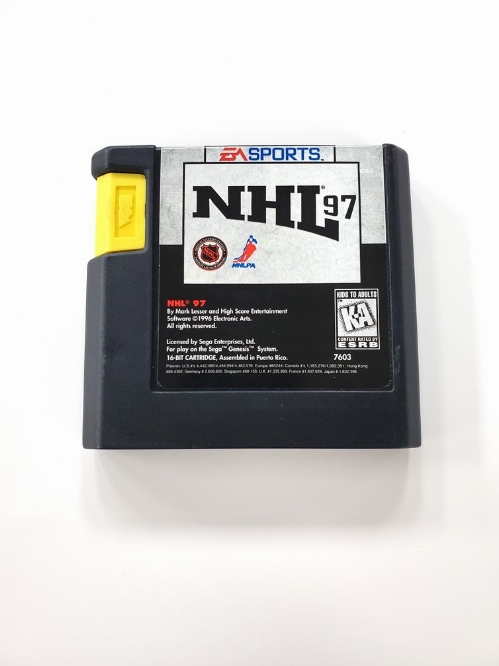 EA SPORTS™
NHL® 97
NHLPA
NHL® 97
By Mark Lesser and High Score Entertainment
Software ©1996 Electronic Arts.
All rights reserved.
Licensed by Sega Enterprises, Ltd.
For play on the Sega™ Genesis™ System.
16-BIT CARTRIDGE, Assembled in Puerto Rico.
7603
KIDS TO ADULTS
K-A
CONTENT RATED BY
ESRB